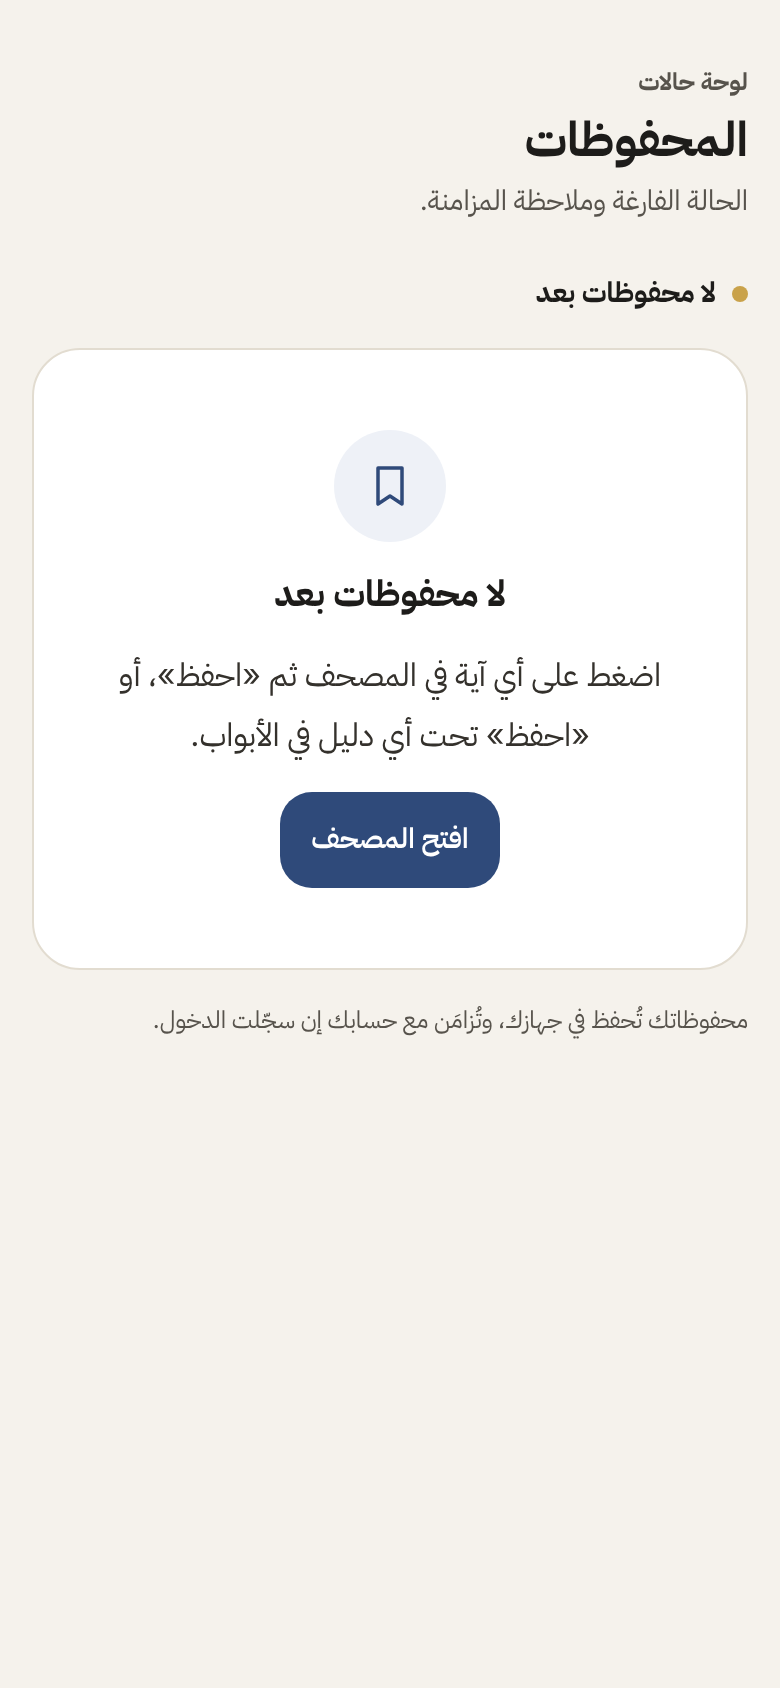 لوحة حالات
المحفوظات
الحالة الفارغة وملاحظة المزامنة.
لا محفوظات بعد
لا محفوظات بعد
اضغط على أي آية في المصحف ثم «احفظ»، أو
«احفظ» تحت أي دليل في الأبواب.
افتح المصحف
محفوظاتك تُحفظ في جهازك، وتُزامَن مع حسابك إن سجّلت الدخول.